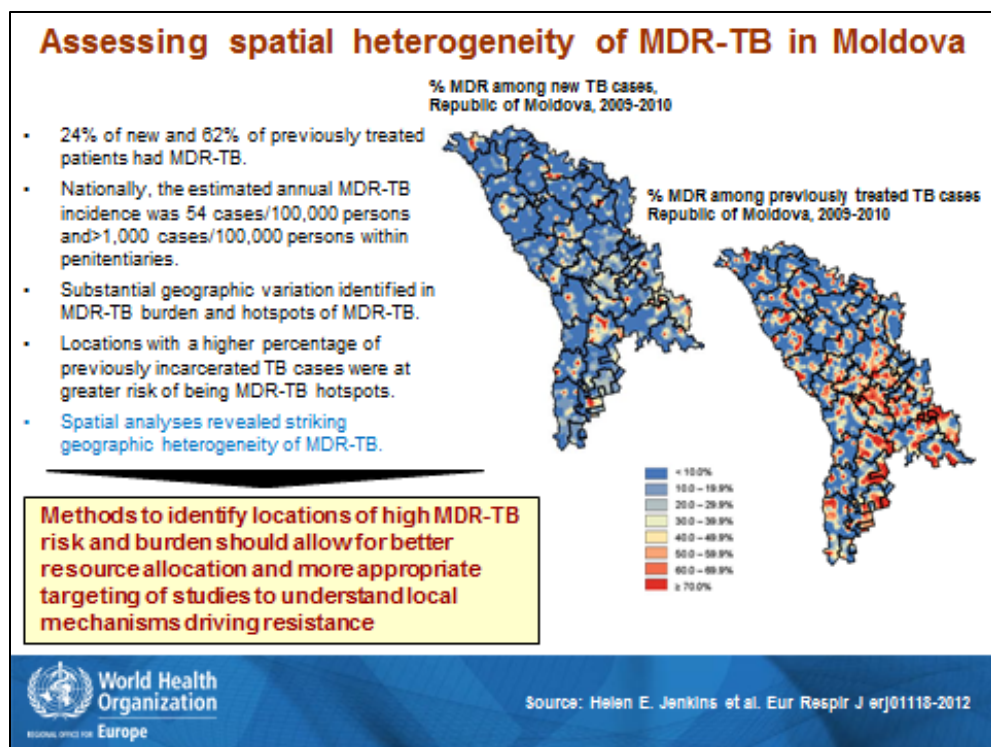 Assessing spatial heterogeneity of MDR-TB in Moldova
% MDR among new TB cases,
Republic of Moldova, 2009-2010
• 24% of new and 62% of previously treated
patients had MDR-TB.
• Nationally, the estimated annual MDR-TB
incidence was 54 cases/100,000 persons
and>1,000 cases/100,000 persons within
penitentiaries.
• Substantial geographic variation identified in
MDR-TB burden and hotspots of MDR-TB.
• Locations with a higher percentage of
previously incarcerated TB cases were at
greater risk of being MDR-TB hotspots.
• Spatial analyses revealed striking
geographic heterogeneity of MDR-TB.
% MDR among previously treated TB cases
Republic of Moldova, 2009-2010
< 10.0%
10.0 – 19.9%
20.0 – 29.9%
30.0 – 39.9%
40.0 – 49.9%
50.0 – 59.9%
60.0 – 69.9%
≥ 70.0%
Methods to identify locations of high MDR-TB
risk and burden should allow for better
resource allocation and more appropriate
targeting of studies to understand local
mechanisms driving resistance
World Health
Organization
REGIONAL OFFICE FOR Europe
Source: Helen E. Jenkins et al. Eur Respir J erj01118-2012